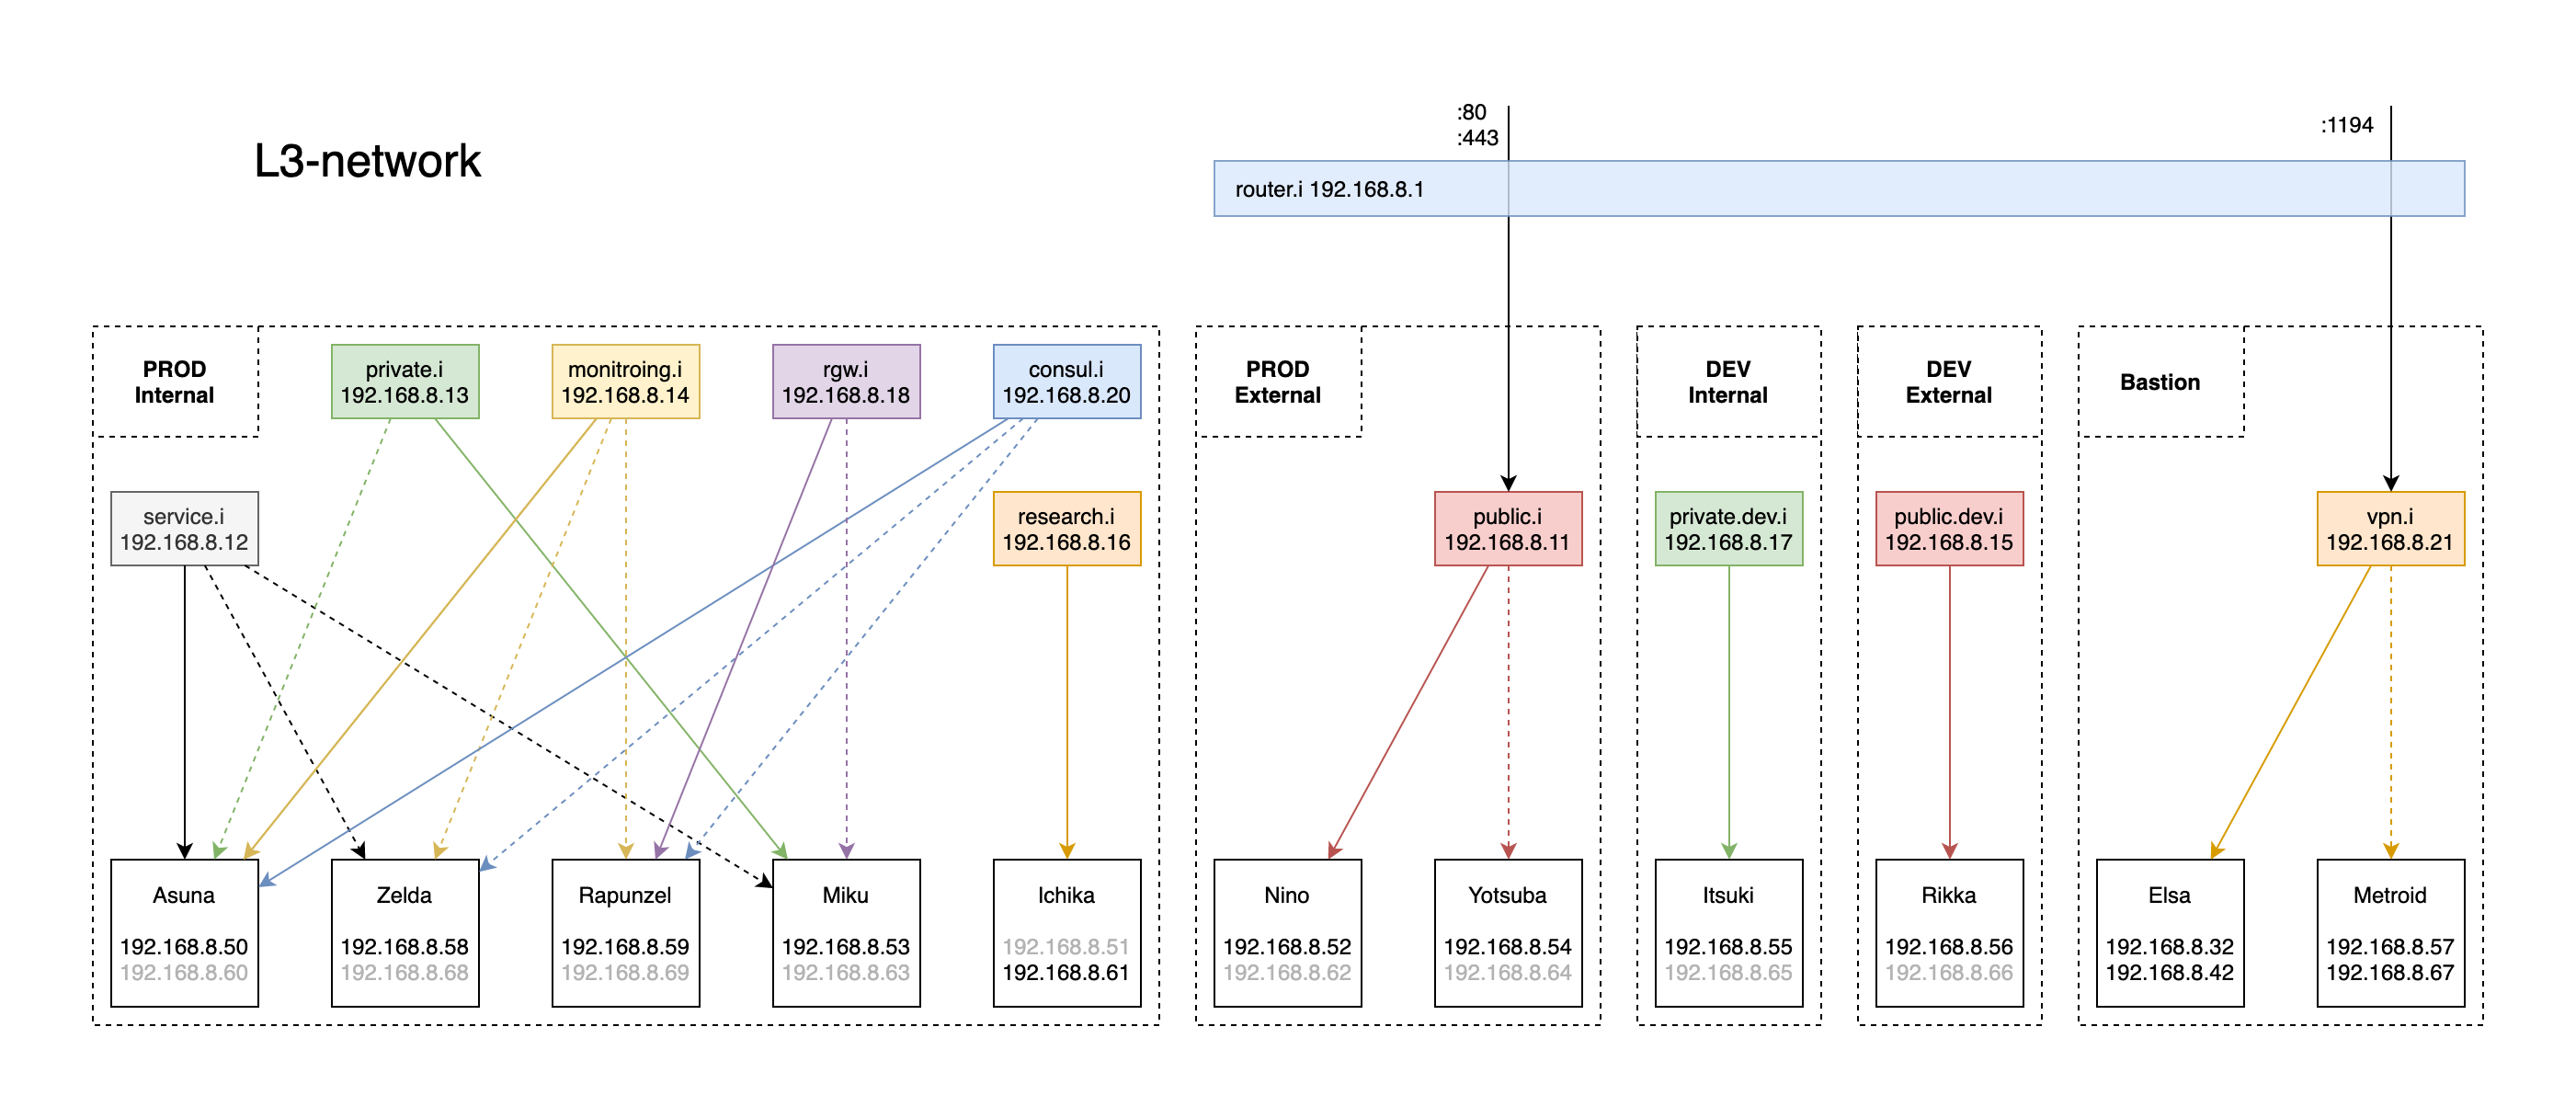 L3-network
:80
:443
:1194
router.i 192.168.8.1
PROD
Internal
private.i
192.168.8.13
monitroing.i
192.168.8.14
rgw.i
192.168.8.18
consul.i
192.168.8.20
service.i
192.168.8.12
research.i
192.168.8.16
Asuna
192.168.8.50
192.168.8.60
Zelda
192.168.8.58
192.168.8.68
Rapunzel
192.168.8.59
192.168.8.69
Miku
192.168.8.53
192.168.8.63
Ichika
192.168.8.51
192.168.8.61
PROD
External
public.i
192.168.8.11
Nino
192.168.8.52
192.168.8.62
Yotsuba
192.168.8.54
192.168.8.64
DEV
Internal
private.dev.i
192.168.8.17
Itsuki
192.168.8.55
192.168.8.65
DEV
External
public.dev.i
192.168.8.15
Rikka
192.168.8.56
192.168.8.66
Bastion
vpn.i
192.168.8.21
Elsa
192.168.8.32
192.168.8.42
Metroid
192.168.8.57
192.168.8.67